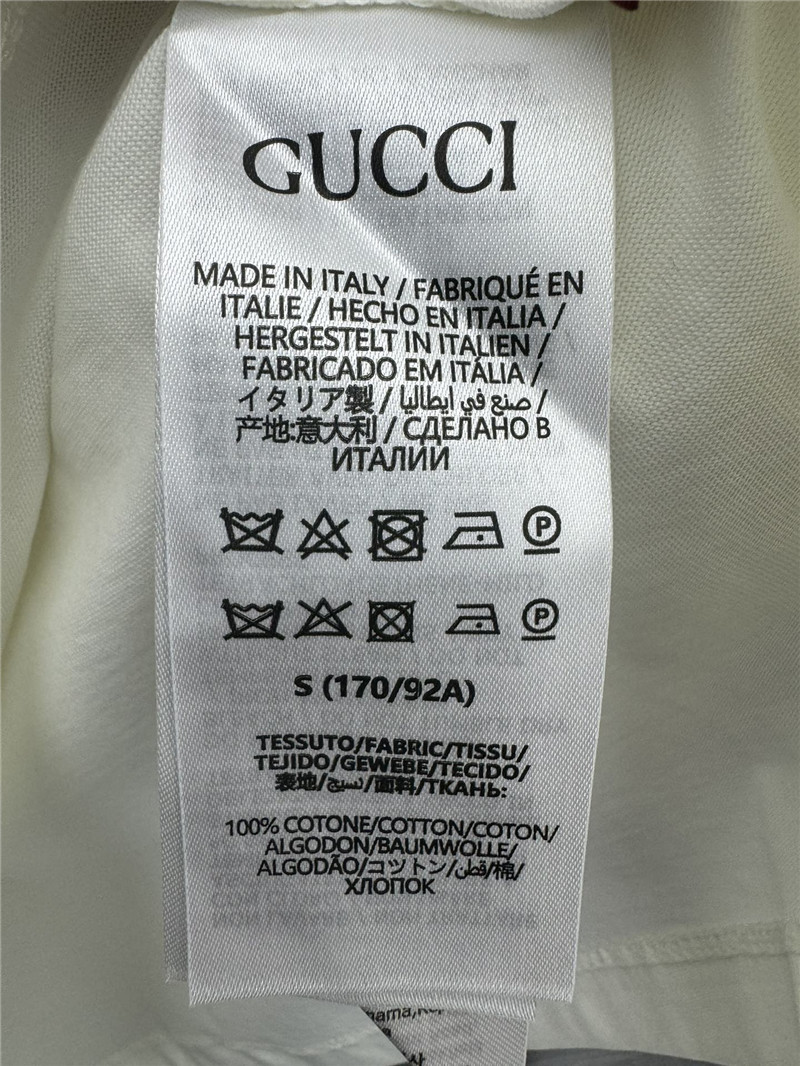 GUCCI
MADE IN ITALY / FABRIQUÉ EN
ITALIE / HECHO EN ITALIA /
HERGESTELT IN ITALIEN /
FABRICADO EM ITÁLIA /
イタリア製 / صنع في ايطاليا /
产地:意大利 / СДЕЛАНО В
ИТАЛИИ
P
P
S (170/92A)
TESSUTO/FABRIC/TISSU/
TEJIDO/GEWEBE/TECIDO/
表地/نسيج/面料/ТКАНЬ:
100% COTONE/COTTON/COTON/
ALGODON/BAUMWOLLE/
ALGODÃO/コットン/قطن/棉/
ХЛОПОК